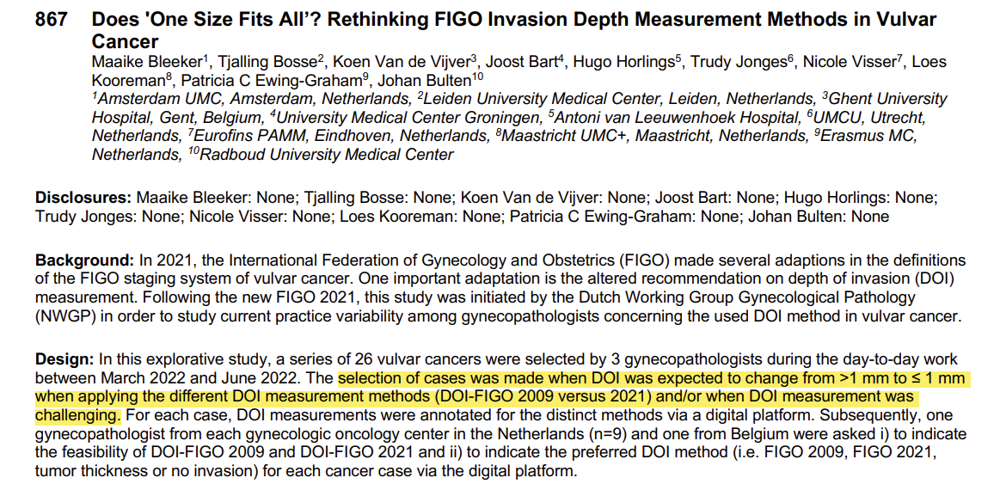 867 Does 'One Size Fits All’? Rethinking FIGO Invasion Depth Measurement Methods in Vulvar
Cancer
Maaike Bleeker1, Tjalling Bosse2, Koen Van de Vijver3, Joost Bart4, Hugo Horlings5, Trudy Jonges6, Nicole Visser7, Loes
Kooreman8, Patricia C Ewing-Graham9, Johan Bulten10
1Amsterdam UMC, Amsterdam, Netherlands, 2Leiden University Medical Center, Leiden, Netherlands, 3Ghent University
Hospital, Gent, Belgium, 4University Medical Center Groningen, 5Antoni van Leeuwenhoek Hospital, 6UMCU, Utrecht,
Netherlands, 7Eurofins PAMM, Eindhoven, Netherlands, 8Maastricht UMC+, Maastricht, Netherlands, 9Erasmus MC,
Netherlands, 10Radboud University Medical Center
Disclosures: Maaike Bleeker: None; Tjalling Bosse: None; Koen Van de Vijver: None; Joost Bart: None; Hugo Horlings: None;
Trudy Jonges: None; Nicole Visser: None; Loes Kooreman: None; Patricia C Ewing-Graham: None; Johan Bulten: None
Background: In 2021, the International Federation of Gynecology and Obstetrics (FIGO) made several adaptions in the definitions
of the FIGO staging system of vulvar cancer. One important adaptation is the altered recommendation on depth of invasion (DOI)
measurement. Following the new FIGO 2021, this study was initiated by the Dutch Working Group Gynecological Pathology
(NWGP) in order to study current practice variability among gynecopathologists concerning the used DOI method in vulvar cancer.
Design: In this explorative study, a series of 26 vulvar cancers were selected by 3 gynecopathologists during the day-to-day work
between March 2022 and June 2022. The selection of cases was made when DOI was expected to change from >1 mm to ≤ 1 mm
when applying the different DOI measurement methods (DOI-FIGO 2009 versus 2021) and/or when DOI measurement was
challenging. For each case, DOI measurements were annotated for the distinct methods via a digital platform. Subsequently, one
gynecopathologist from each gynecologic oncology center in the Netherlands (n=9) and one from Belgium were asked i) to indicate
the feasibility of DOI-FIGO 2009 and DOI-FIGO 2021 and ii) to indicate the preferred DOI method (i.e. FIGO 2009, FIGO 2021,
tumor thickness or no invasion) for each cancer case via the digital platform.